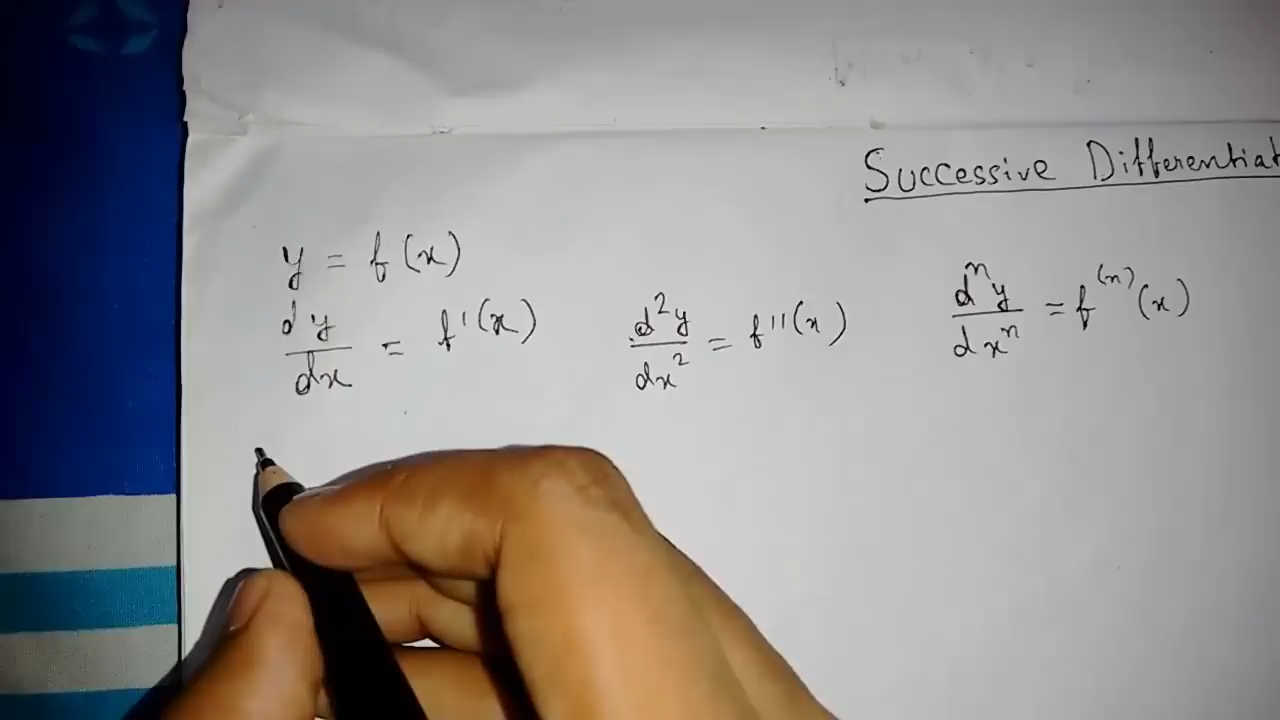 Successive Differentiat
y = f(x)
dy/dx = f'(x) d²y/dx² = f''(x) dⁿy/dxⁿ = f⁽ⁿ⁾(x)